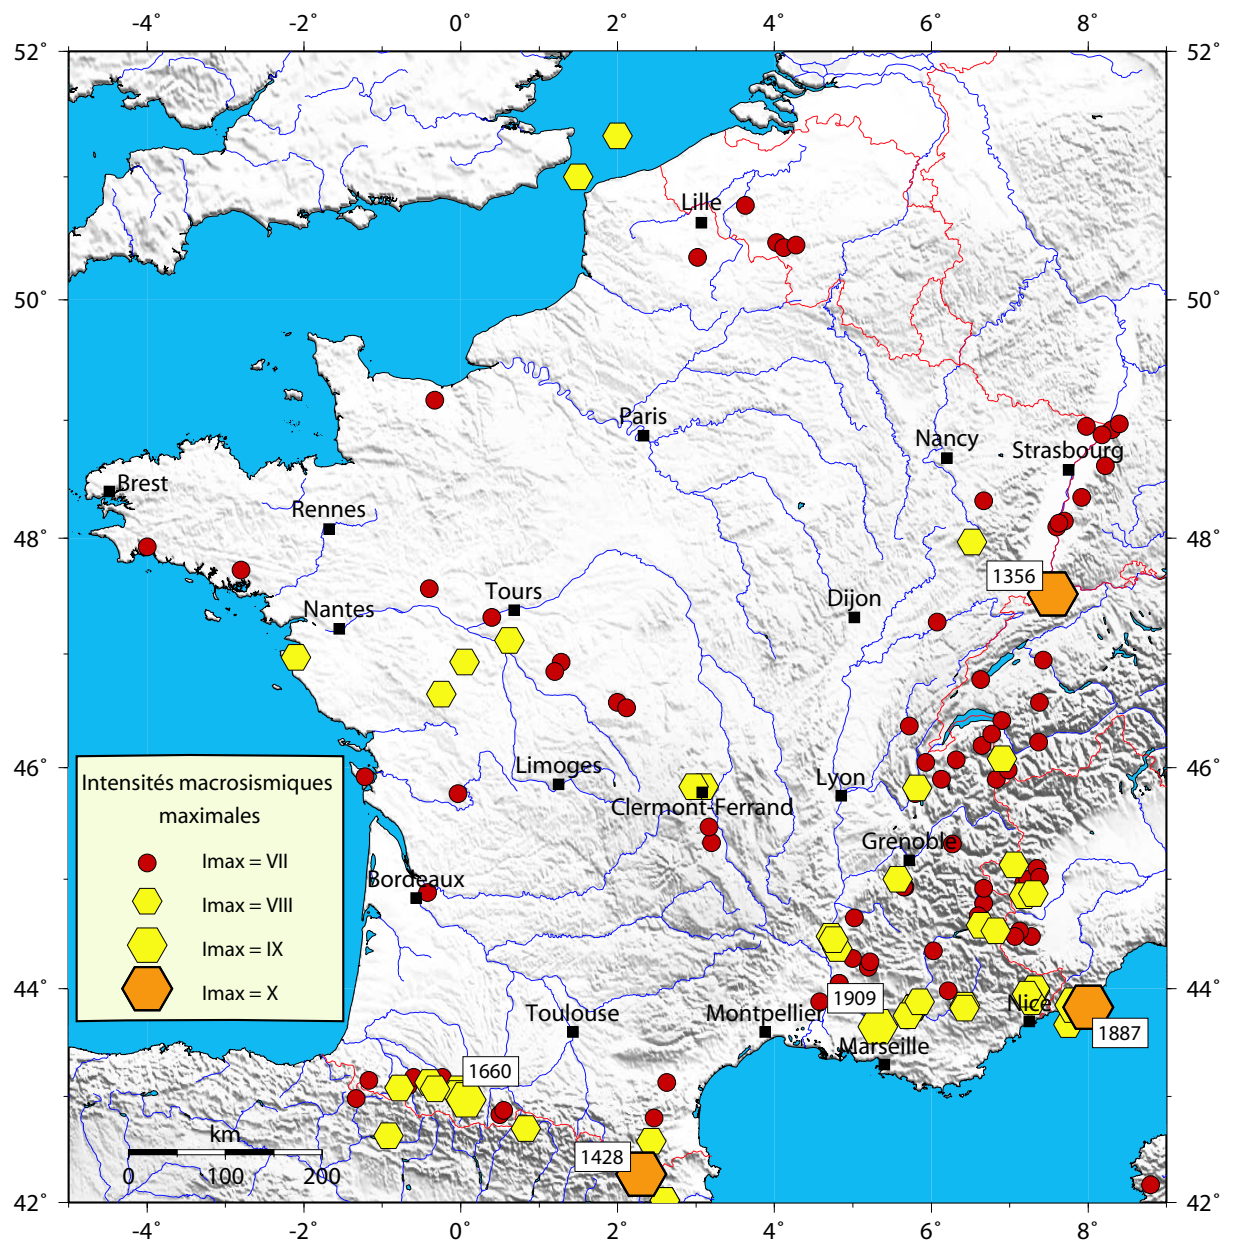 -4° -2° 0° 2° 4° 6° 8°
52° 52°
Lille
50° 50°
Paris
Nancy
Strasbourg
Brest
Rennes
48° 48°
1356
Tours
Dijon
Nantes
46° 46°
Limoges
Lyon
Clermont-Ferrand
Intensités macrosismiques
maximales
Imax = VII
Imax = VIII
Imax = IX
Imax = X
Grenoble
Bordeaux
44° 44°
1909
Nice
Toulouse
Montpellier
1887
Marseille
1660
1428
km
0 100 200
42° 42°
-4° -2° 0° 2° 4° 6° 8°